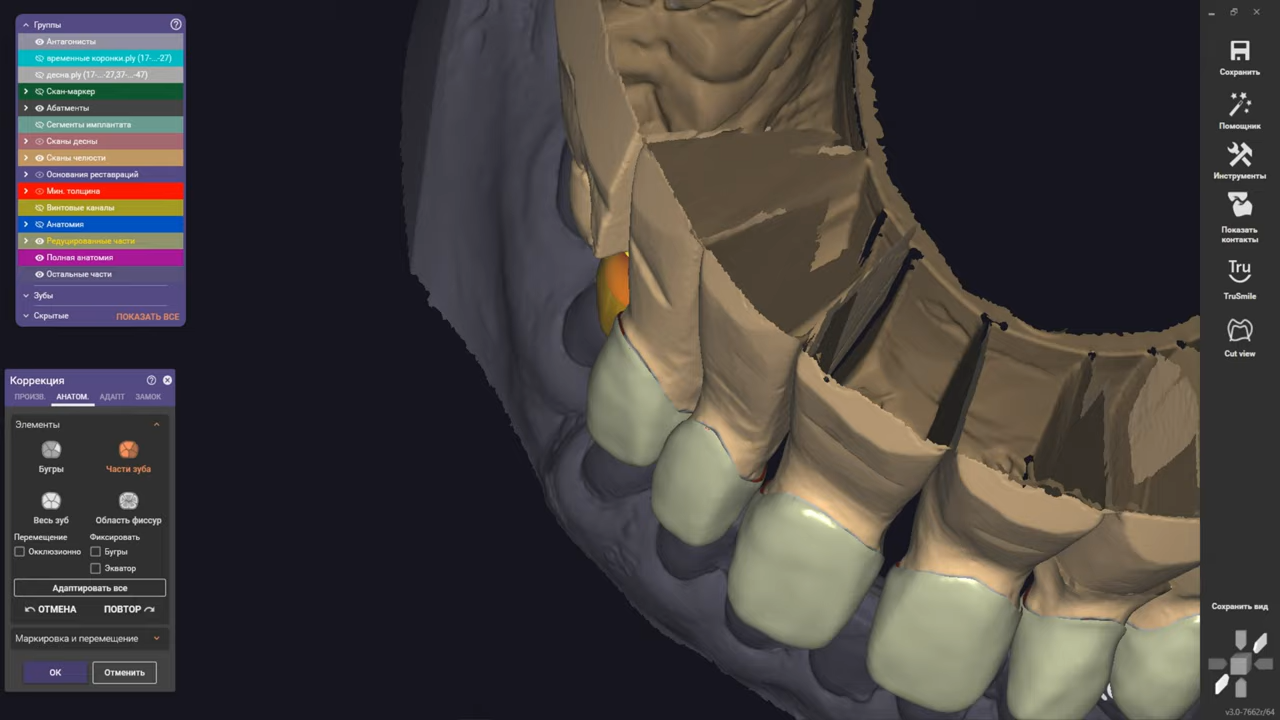 Группы
Антагонисты
временные коронки.ply (17-...-27)
десна.ply (17-...-27,37-...-47)
Скан-маркер
Абатменты
Сегменты имплантата
Сканы десны
Сканы челюсти
Основания реставраций
Мин. толщина
Винтовые каналы
Анатомия
Редуцированные части
Полная анатомия
Остальные части
Зубы
Скрытые ПОКАЗАТЬ ВСЕ
Коррекция
ПРОИЗВ. АНАТОМ. АДАПТ ЗАМОК
Элементы
Бугры Части зуба
Весь зуб Область фиссур
Перемещение Фиксировать
Окклюзионно Бугры
Экватор
Адаптировать все
ОТМЕНА ПОВТОР
Маркировка и перемещение
ОК Отменить
Сохранить
Помощник
Инструменты
Показать
контакты
Tru
TruSmile
Cut view
Сохранить вид
v3.0-7662r/64